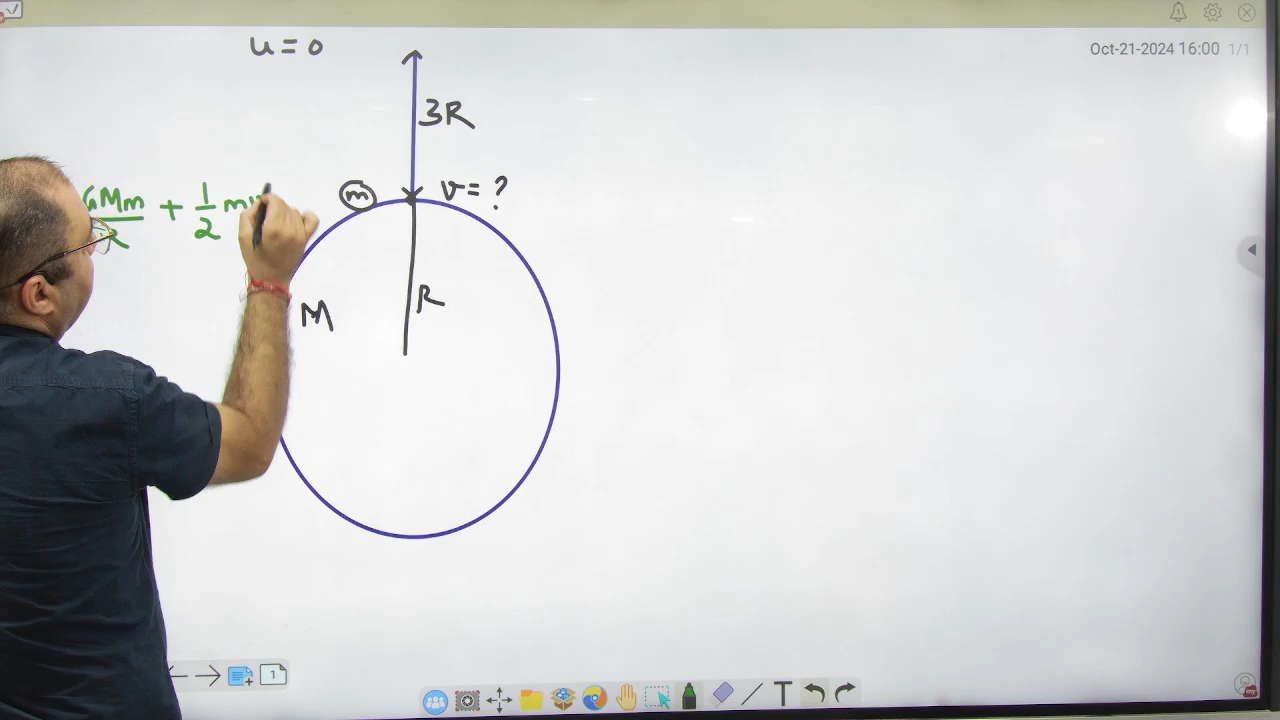 u = 0
Oct-21-2024 16:00 1/1
3R
GMm + 1/2 m
R
m
v = ?
R
M
1
T